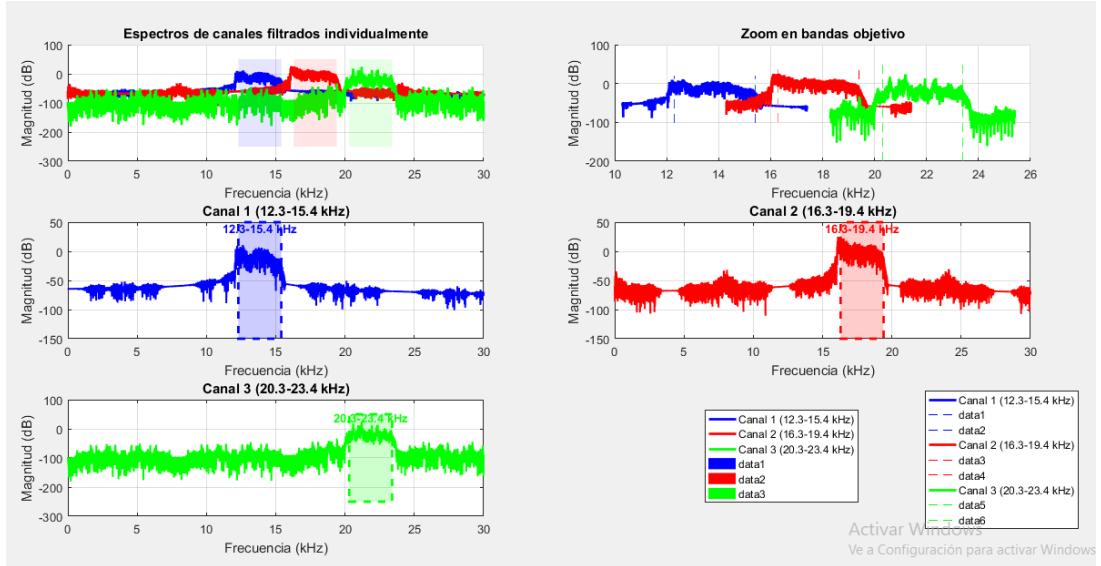 Espectros de canales filtrados individualmente
100
0
-100
-200
-300
Magnitud (dB)
0 5 10 15 20 25 30
Frecuencia (kHz)
Zoom en bandas objetivo
100
0
-100
-200
Magnitud (dB)
10 12 14 16 18 20 22 24 26
Frecuencia (kHz)
Canal 1 (12.3-15.4 kHz)
12.3-15.4 kHz
50
0
-50
-100
-150
Magnitud (dB)
0 5 10 15 20 25 30
Frecuencia (kHz)
Canal 2 (16.3-19.4 kHz)
16.3-19.4 kHz
50
0
-50
-100
-150
Magnitud (dB)
0 5 10 15 20 25 30
Frecuencia (kHz)
Canal 3 (20.3-23.4 kHz)
20.3-23.4 kHz
100
0
-100
-200
-300
Magnitud (dB)
0 5 10 15 20 25 30
Frecuencia (kHz)
Canal 1 (12.3-15.4 kHz)
Canal 2 (16.3-19.4 kHz)
Canal 3 (20.3-23.4 kHz)
data1
data2
data3
Canal 1 (12.3-15.4 kHz)
data1
data2
Canal 2 (16.3-19.4 kHz)
data3
data4
Canal 3 (20.3-23.4 kHz)
data5
data6
Activar Windows
Ve a Configuración para activar Windows